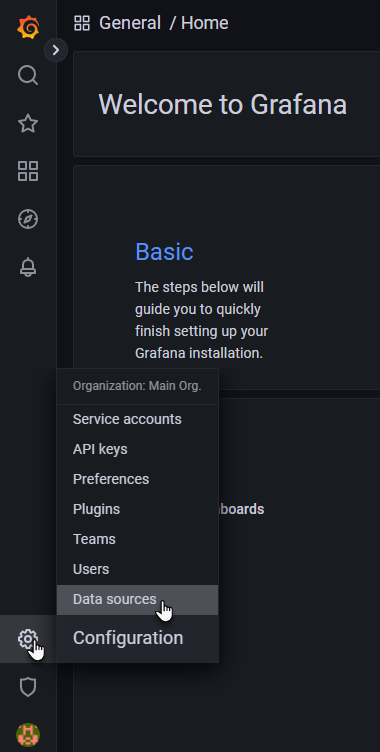 General / Home
Welcome to Grafana
Basic
The steps below will
guide you to quickly
finish setting up your
Grafana installation.
Organization: Main Org.
Service accounts
API keys
Preferences
Plugins
Teams
Users
Data sources
Configuration